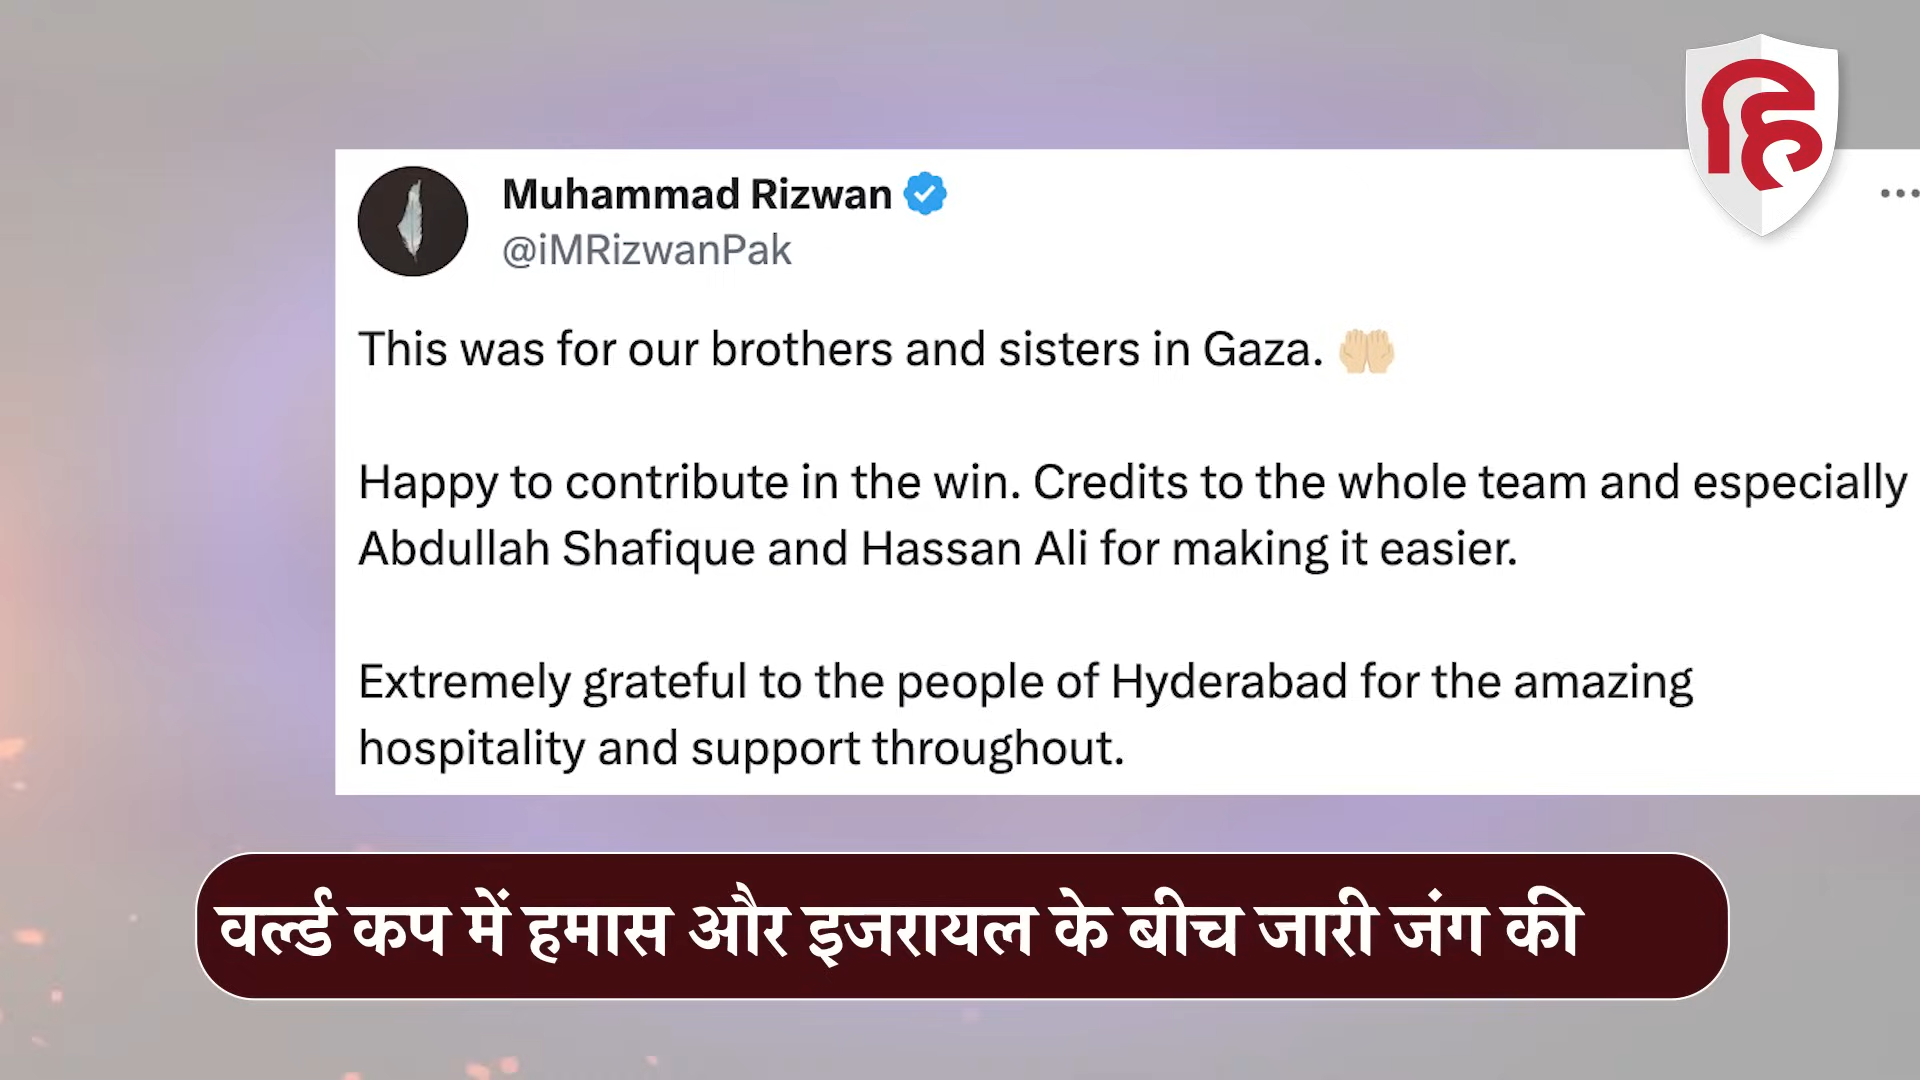 Muhammad Rizwan
@iMRizwanPak
This was for our brothers and sisters in Gaza. 🤲🏼
Happy to contribute in the win. Credits to the whole team and especially
Abdullah Shafique and Hassan Ali for making it easier.
Extremely grateful to the people of Hyderabad for the amazing
hospitality and support throughout.
वर्ल्ड कप में हमास और इजरायल के बीच जारी जंग की
हि